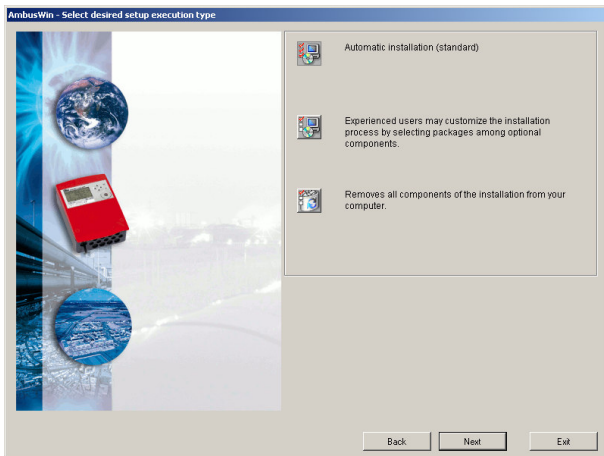 AmbusWin - Select desired setup execution type
Automatic installation (standard)
Experienced users may customize the installation
process by selecting packages among optional
components.
Removes all components of the installation from your
computer.
Back
Next
Exit